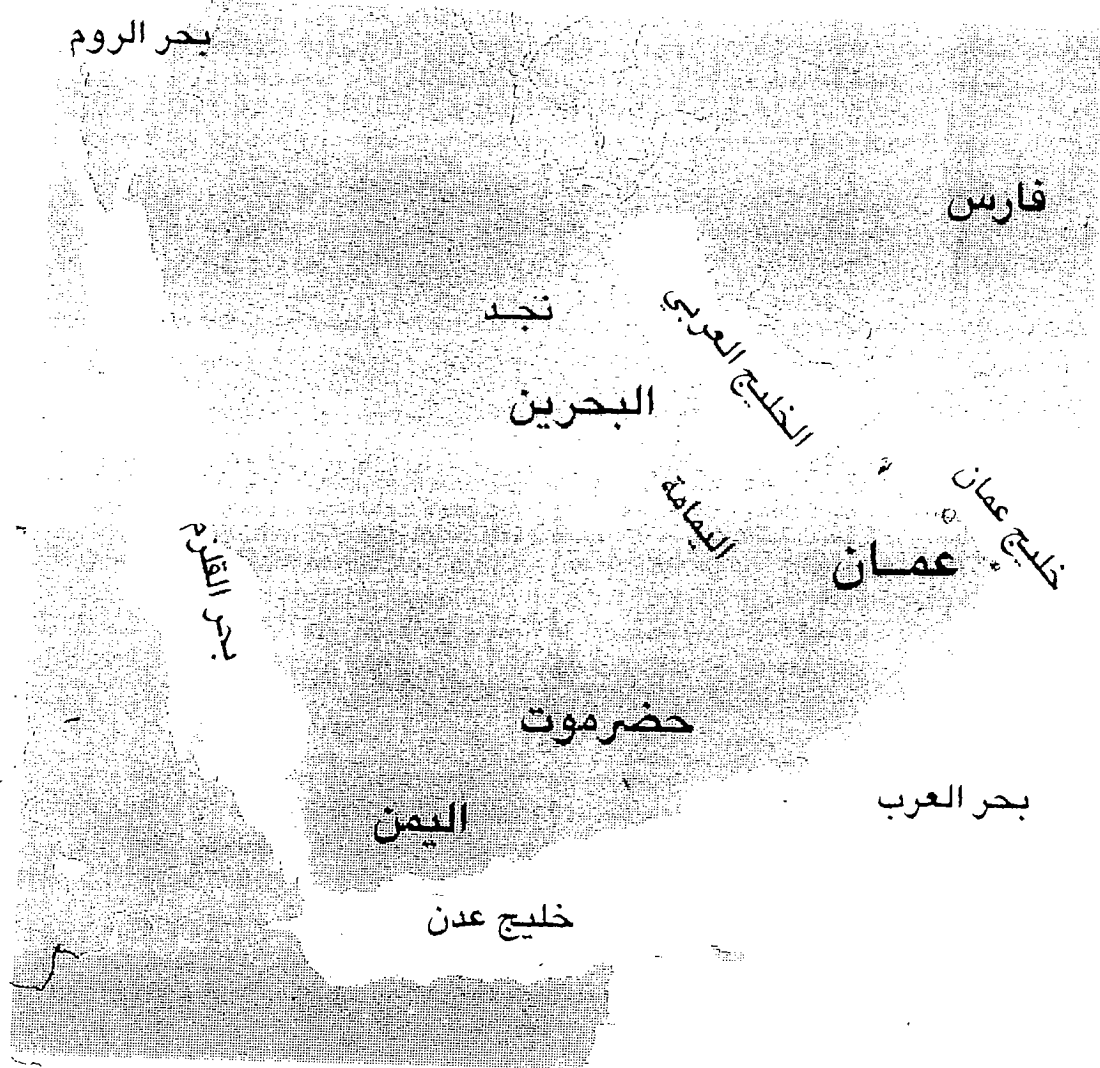 بحر الروم
فارس
نجد
الخليج العربي
البحرين
خليج عمان
اليمامة
عمان
بحر القلزم
حضرموت
بحر العرب
اليمن
خليج عدن